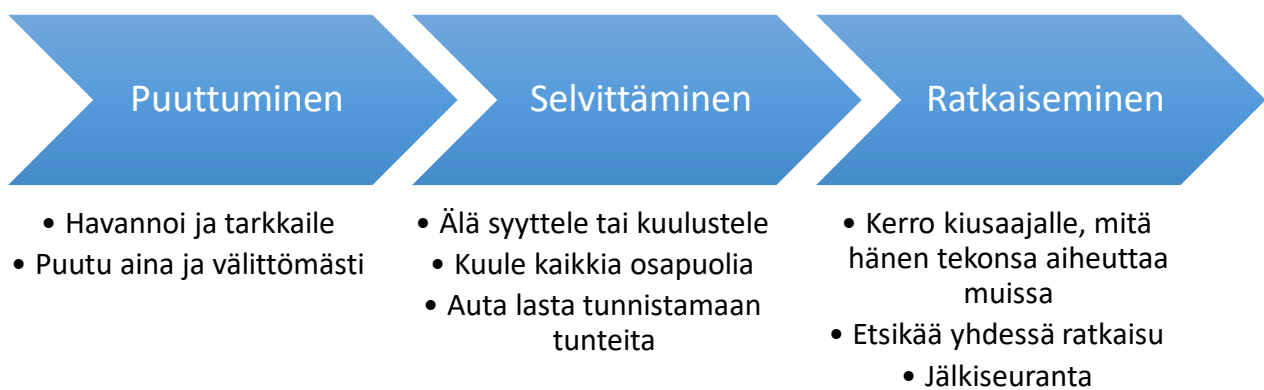 Puuttuminen
• Havannoi ja tarkkaile
• Puutu aina ja välittömästi
Selvittäminen
• Älä syyttele tai kuulustele
• Kuule kaikkia osapuolia
• Auta lasta tunnistamaan
tunteita
Ratkaiseminen
• Kerro kiusaajalle, mitä
hänen tekonsa aiheuttaa
muissa
• Etsikää yhdessä ratkaisu
• Jälkiseuranta